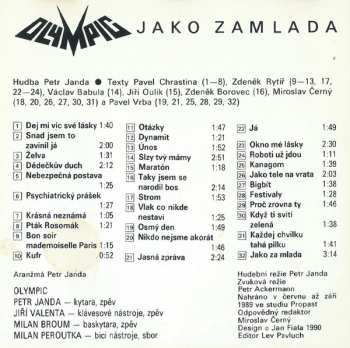 OLYMPIC JAKO ZAMLADA
Hudba Petr Janda ● Texty Pavel Chrastina (1—8), Zdeněk Rytíř (9—13, 17,
22—24), Václav Babula (14), Jiří Oulík (15), Zdeněk Borovec (16), Miroslav Černý
(18, 20, 26, 27, 30, 31) a Pavel Vrba (19, 21, 25, 28, 29, 32)
1 Dej mi víc své lásky 1:40
2 Snad jsem to
zavinil já 2:00
3 Želva 1:31
4 Dědečkův duch 2:12
5 Nebezpečná postava
1:25
6 Psychiatrický prášek
1:27
7 Krásná neznámá 1:05
8 Pták Rosomák 1:21
9 Bon soir
mademoiselle Paris 1:15
10 Kufr 0:52
11 Otázky 1:47
12 Dynamit 1:21
13 Únos 1:52
14 Slzy tvý mámy 2:51
15 Maratón 1:18
16 Taky jsem se
narodil bos 2:14
17 Strom 1:53
18 Vlak co nikde
nestaví 1:25
19 Osmý den 1:49
20 Nikdo nejsme akorát
1:46
21 Jasná zpráva 2:24
22 Já 1:49
23 Okno mé lásky 2:30
24 Roboti už jdou 1:11
25 Kanagom 1:39
26 Jako tele na vrata 0:53
27 Bigbít 1:38
28 Festivaly 1:28
29 Proč zrovna ty 1:46
30 Když ti svítí
zelená 1:38
31 Každej chvilku
tahá pilku 1:41
32 Jako za mlada 3:14
Aranžmá Petr Janda
OLYMPIC
PETR JANDA — kytara, zpěv
JIŘÍ VALENTA — klávesové nástroje, zpěv
MILAN BROUM — baskytara, zpěv
MILAN PEROUTKA — bicí nástroje, sbor
Hudební režie Petr Janda
Zvuková režie
Petr Ackermann
Nahráno v červnu až září
1989 ve studiu Propast
Odpovědný redaktor
Miroslav Černý
Design © Jan Fiala 1990
Editor Lev Pavluch